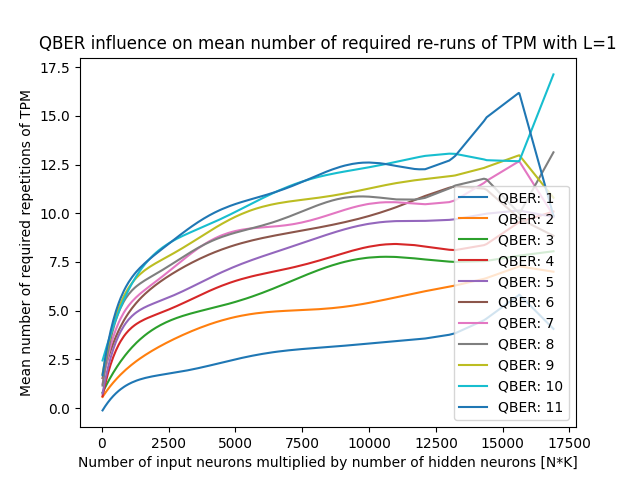 QBER influence on mean number of required re-runs of TPM with L=1
Mean number of required repetitions of TPM
17.5
15.0
12.5
10.0
7.5
5.0
2.5
0.0
QBER: 1
QBER: 2
QBER: 3
QBER: 4
QBER: 5
QBER: 6
QBER: 7
QBER: 8
QBER: 9
QBER: 10
QBER: 11
0 2500 5000 7500 10000 12500 15000 17500
Number of input neurons multiplied by number of hidden neurons [N*K]